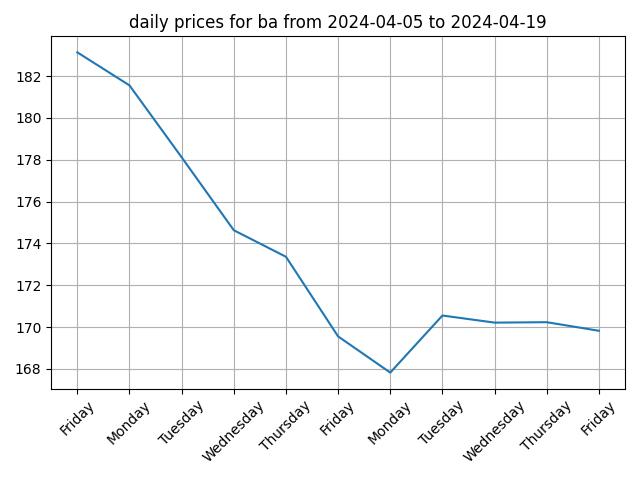 daily prices for ba from 2024-04-05 to 2024-04-19
182
180
178
176
174
172
170
168
Friday
Monday
Tuesday
Wednesday
Thursday
Friday
Monday
Tuesday
Wednesday
Thursday
Friday